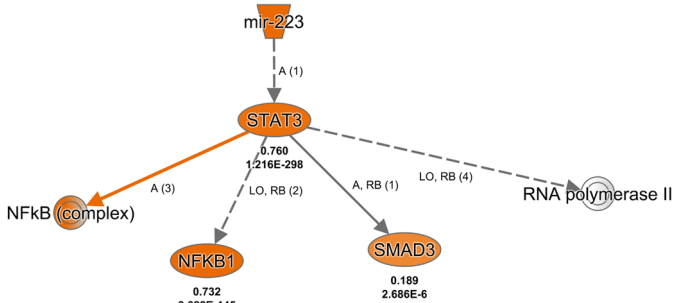 mir-223
A (1)
STAT3
0.760
1.216E-298
A (3)
LO, RB (2)
A, RB (1)
LO, RB (4)
NFkB (complex)
RNA polymerase II
NFKB1
SMAD3
0.732
0.189
2.686E-6